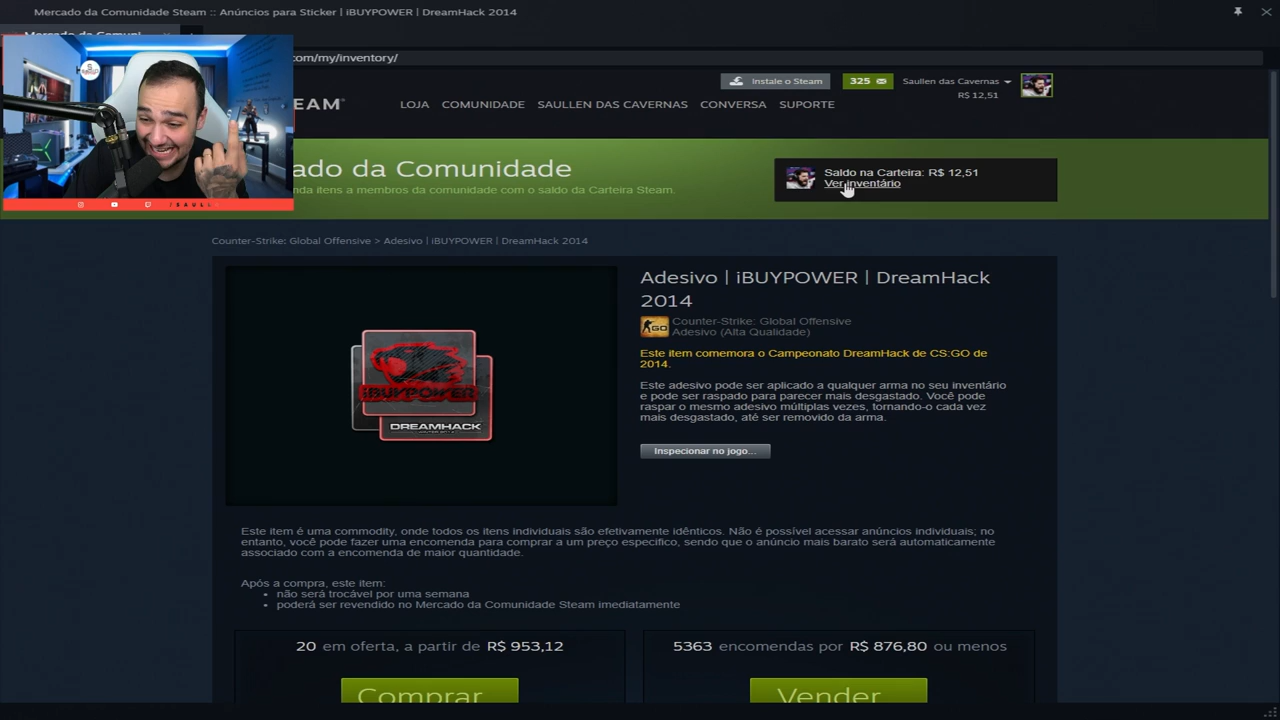 Mercado da Comunidade Steam :: Anúncios para Sticker | iBUYPOWER | DreamHack 2014
com/my/inventory/
Instale o Steam
325
Saullen das Cavernas
R$ 12,51
EAM
LOJA COMUNIDADE SAULLEN DAS CAVERNAS CONVERSA SUPORTE
ado da Comunidade
nda itens a membros da comunidade com o saldo da Carteira Steam.
Saldo na Carteira: R$ 12,51
Ver inventário
Counter-Strike: Global Offensive > Adesivo | iBUYPOWER | DreamHack 2014
iBUYPOWER
DREAMHACK
Adesivo | iBUYPOWER | DreamHack
2014
GO
Counter-Strike: Global Offensive
Adesivo (Alta Qualidade)
Este item comemora o Campeonato DreamHack de CS:GO de
2014.
Este adesivo pode ser aplicado a qualquer arma no seu inventário
e pode ser raspado para parecer mais desgastado. Você pode
raspar o mesmo adesivo múltiplas vezes, tornando-o cada vez
mais desgastado, até ser removido da arma.
Inspecionar no jogo...
Este item é uma commodity, onde todos os itens individuais são efetivamente idênticos. Não é possível acessar anúncios individuais; no
entanto, você pode fazer uma encomenda para comprar a um preço específico, sendo que o anúncio mais barato será automaticamente
associado com a encomenda de maior quantidade.
Após a compra, este item:
• não será trocável por uma semana
• poderá ser revendido no Mercado da Comunidade Steam imediatamente
20 em oferta, a partir de R$ 953,12
Comprar
5363 encomendas por R$ 876,80 ou menos
Vender